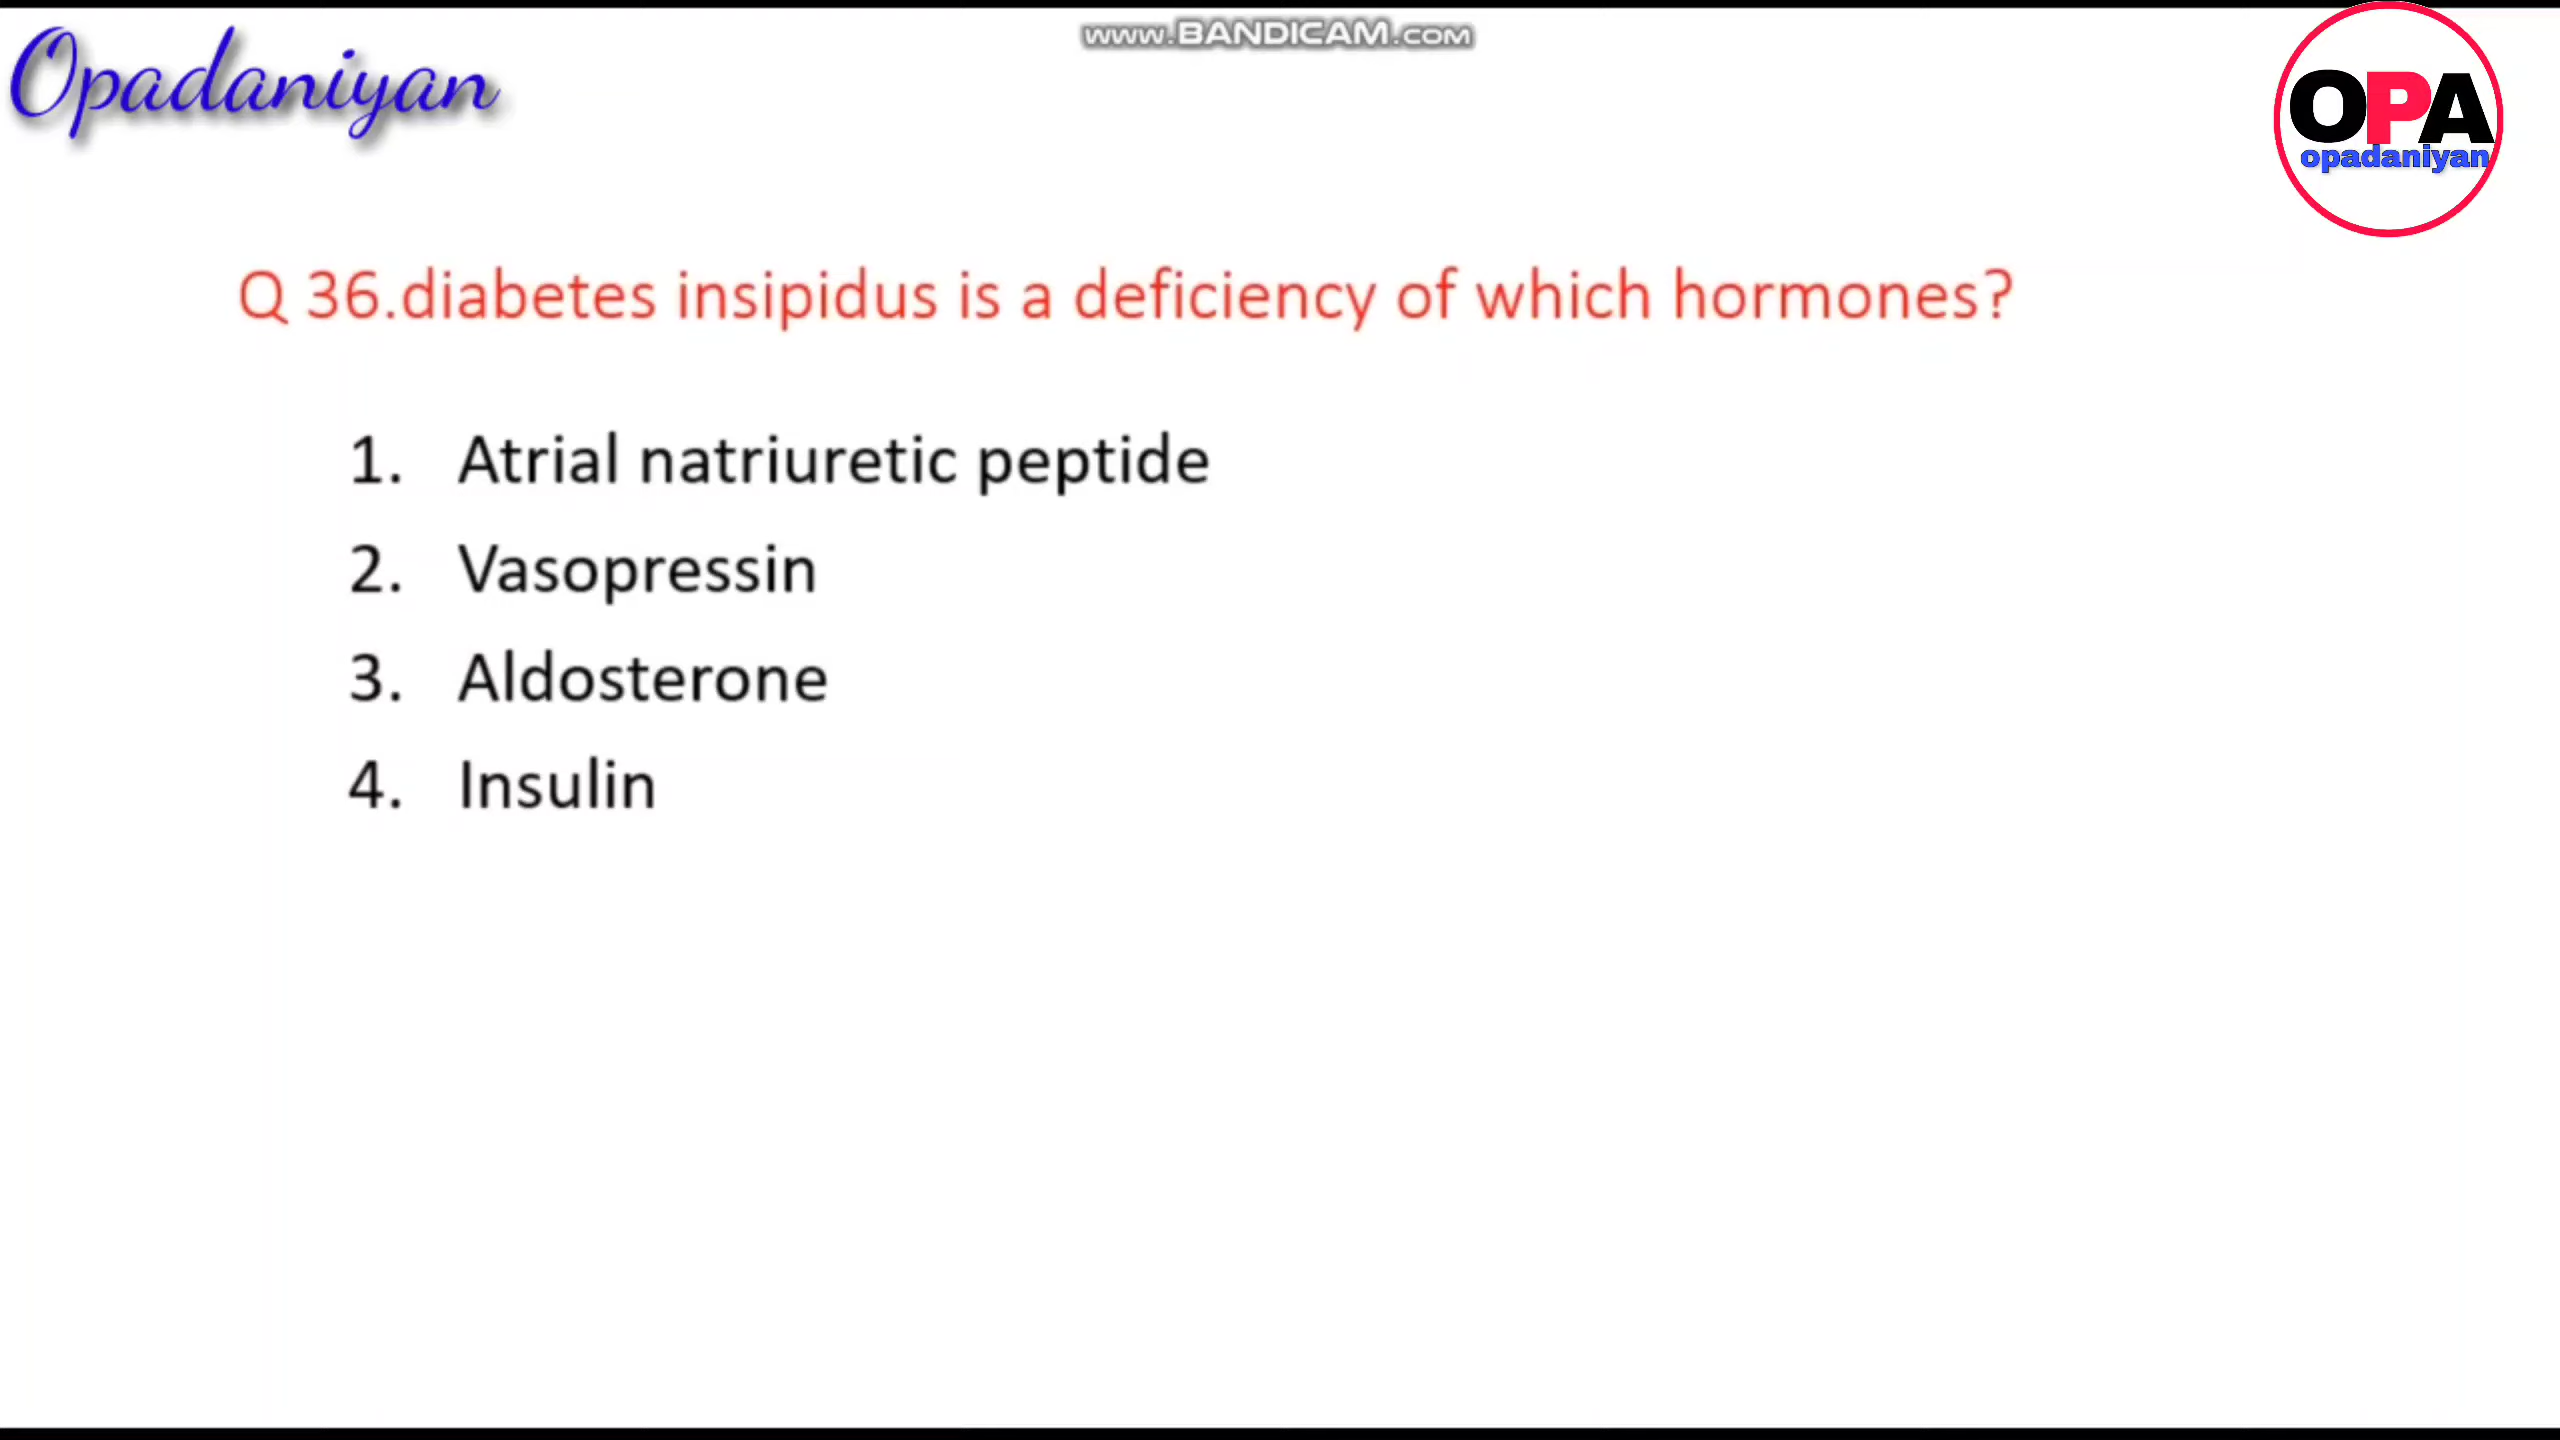 www.BANDICAM.com
Opadaniyan
OPA
opadaniyan
Q 36.diabetes insipidus is a deficiency of which hormones?
1. Atrial natriuretic peptide
2. Vasopressin
3. Aldosterone
4. Insulin